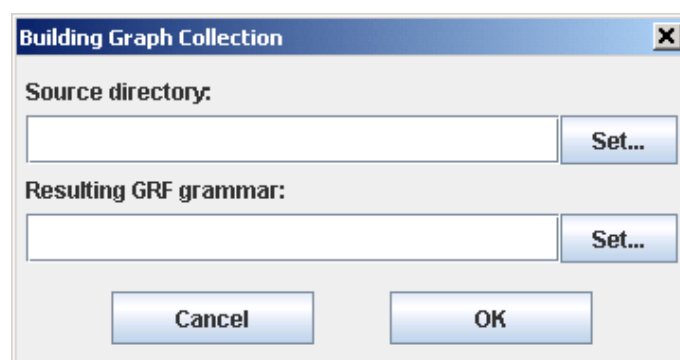 Building Graph Collection
Source directory:
Set...
Resulting GRF grammar:
Set...
Cancel OK